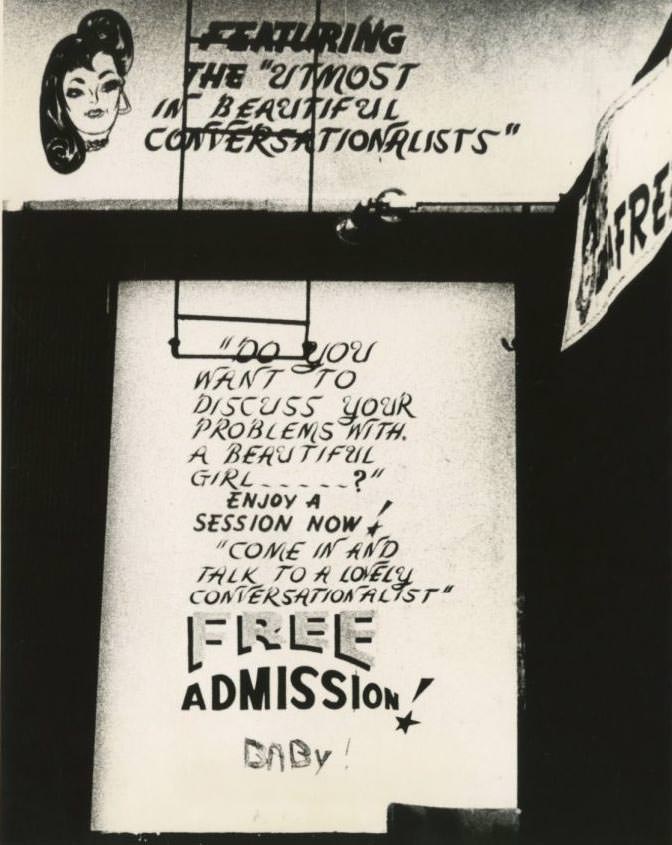 FEATURING
THE "UTMOST
IN BEAUTIFUL
CONVERSATIONALISTS"
FRE
"DO YOU
WANT TO
DISCUSS YOUR
PROBLEMS WITH.
A BEAUTIFUL
GIRL......?"
ENJOY A
SESSION NOW!
"COME IN AND
TALK TO A LOVELY
CONVERSATIONALIST"
FREE
ADMISSION!
BABy!